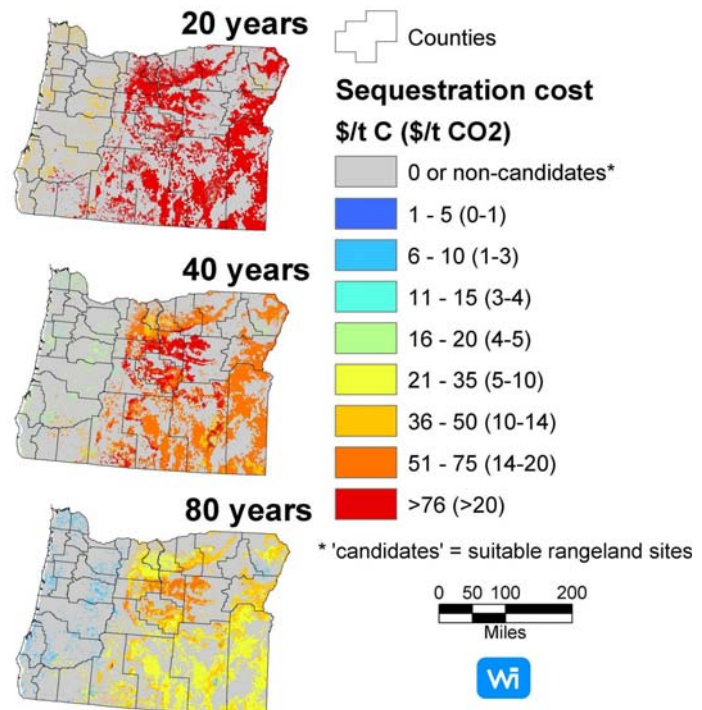 20 years
40 years
80 years
Counties
Sequestration cost
$/t C ($/t CO2)
0 or non-candidates*
1 - 5 (0-1)
6 - 10 (1-3)
11 - 15 (3-4)
16 - 20 (4-5)
21 - 35 (5-10)
36 - 50 (10-14)
51 - 75 (14-20)
>76 (>20)
* 'candidates' = suitable rangeland sites
0 50 100 200
Miles
Wi